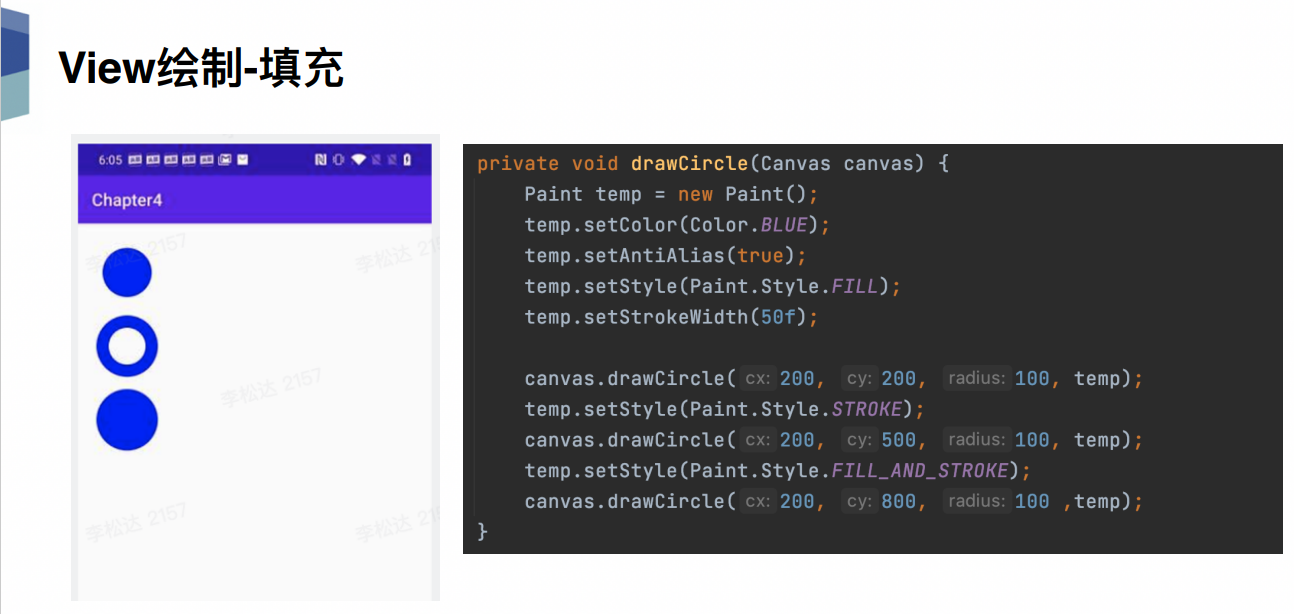 View绘制-填充
6:05
Chapter4
李松达 2157
李松达 215
李松达 2157
李松达 2157
李松达 215
private void drawCircle(Canvas canvas) {
Paint temp = new Paint();
temp.setColor(Color.BLUE);
temp.setAntiAlias(true);
temp.setStyle(Paint.Style.FILL);
temp.setStrokeWidth(50f);
canvas.drawCircle( cx: 200, cy: 200, radius: 100, temp);
temp.setStyle(Paint.Style.STROKE);
canvas.drawCircle( cx: 200, cy: 500, radius: 100, temp);
temp.setStyle(Paint.Style.FILL_AND_STROKE);
canvas.drawCircle( cx: 200, cy: 800, radius: 100 ,temp);
}